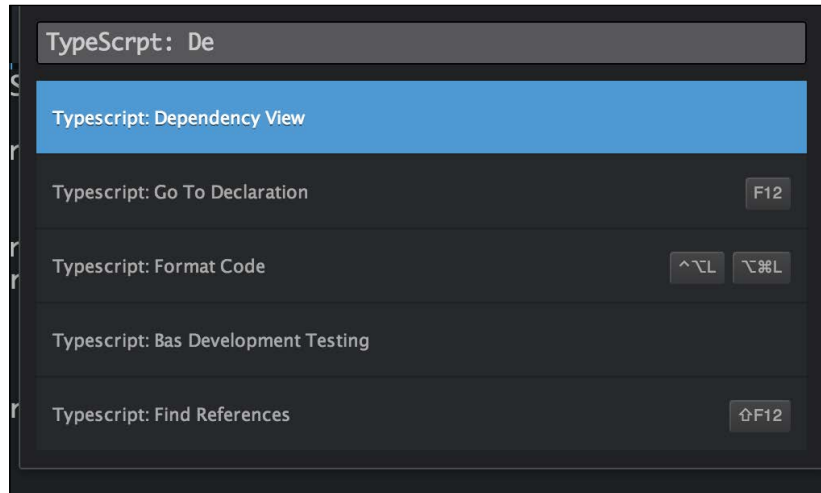 TypeScrpt: De
Typescript: Dependency View
Typescript: Go To Declaration F12
Typescript: Format Code ^⌥L ⌥⌘L
Typescript: Bas Development Testing
Typescript: Find References ⇧F12